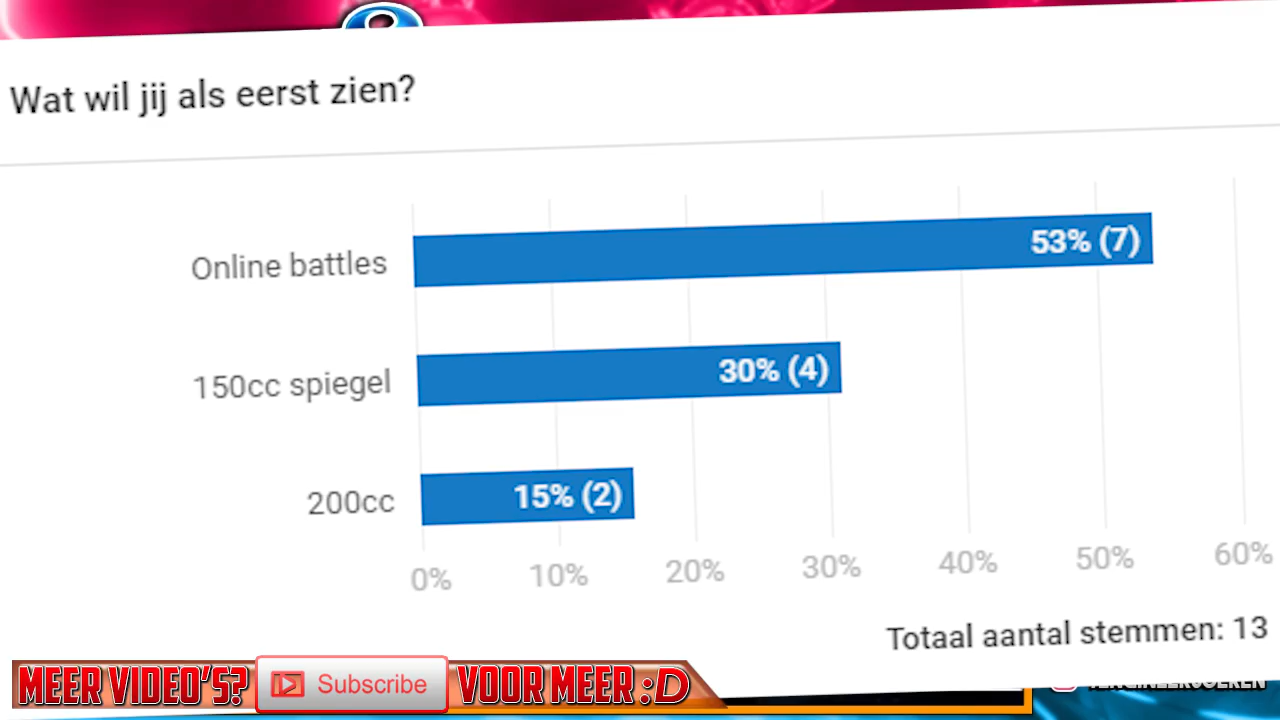 Wat wil jij als eerst zien?
Online battles
53% (7)
150cc spiegel
30% (4)
200cc
15% (2)
0% 10% 20% 30% 40% 50% 60%
Totaal aantal stemmen: 13
MEER VIDEO'S? Subscribe VOOR MEER :D